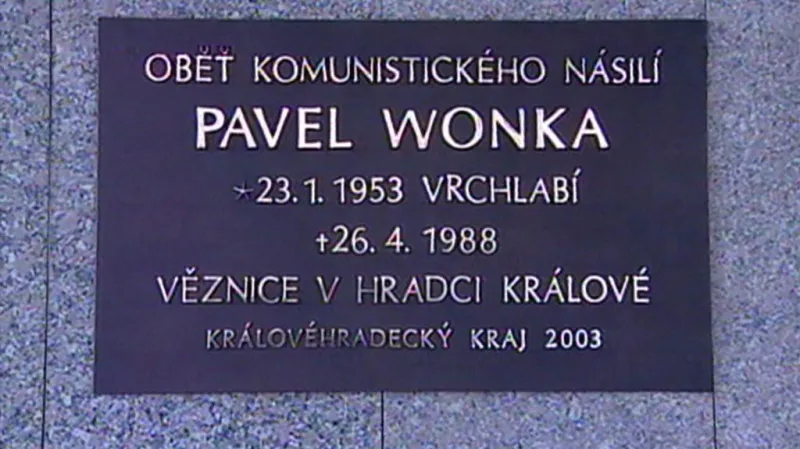 OBĚŤ KOMUNISTICKÉHO NÁSILÍ
PAVEL WONKA
*23.1.1953 VRCHLABÍ
†26.4.1988
VĚZNICE V HRADCI KRÁLOVÉ
KRÁLOVÉHRADECKÝ KRAJ 2003